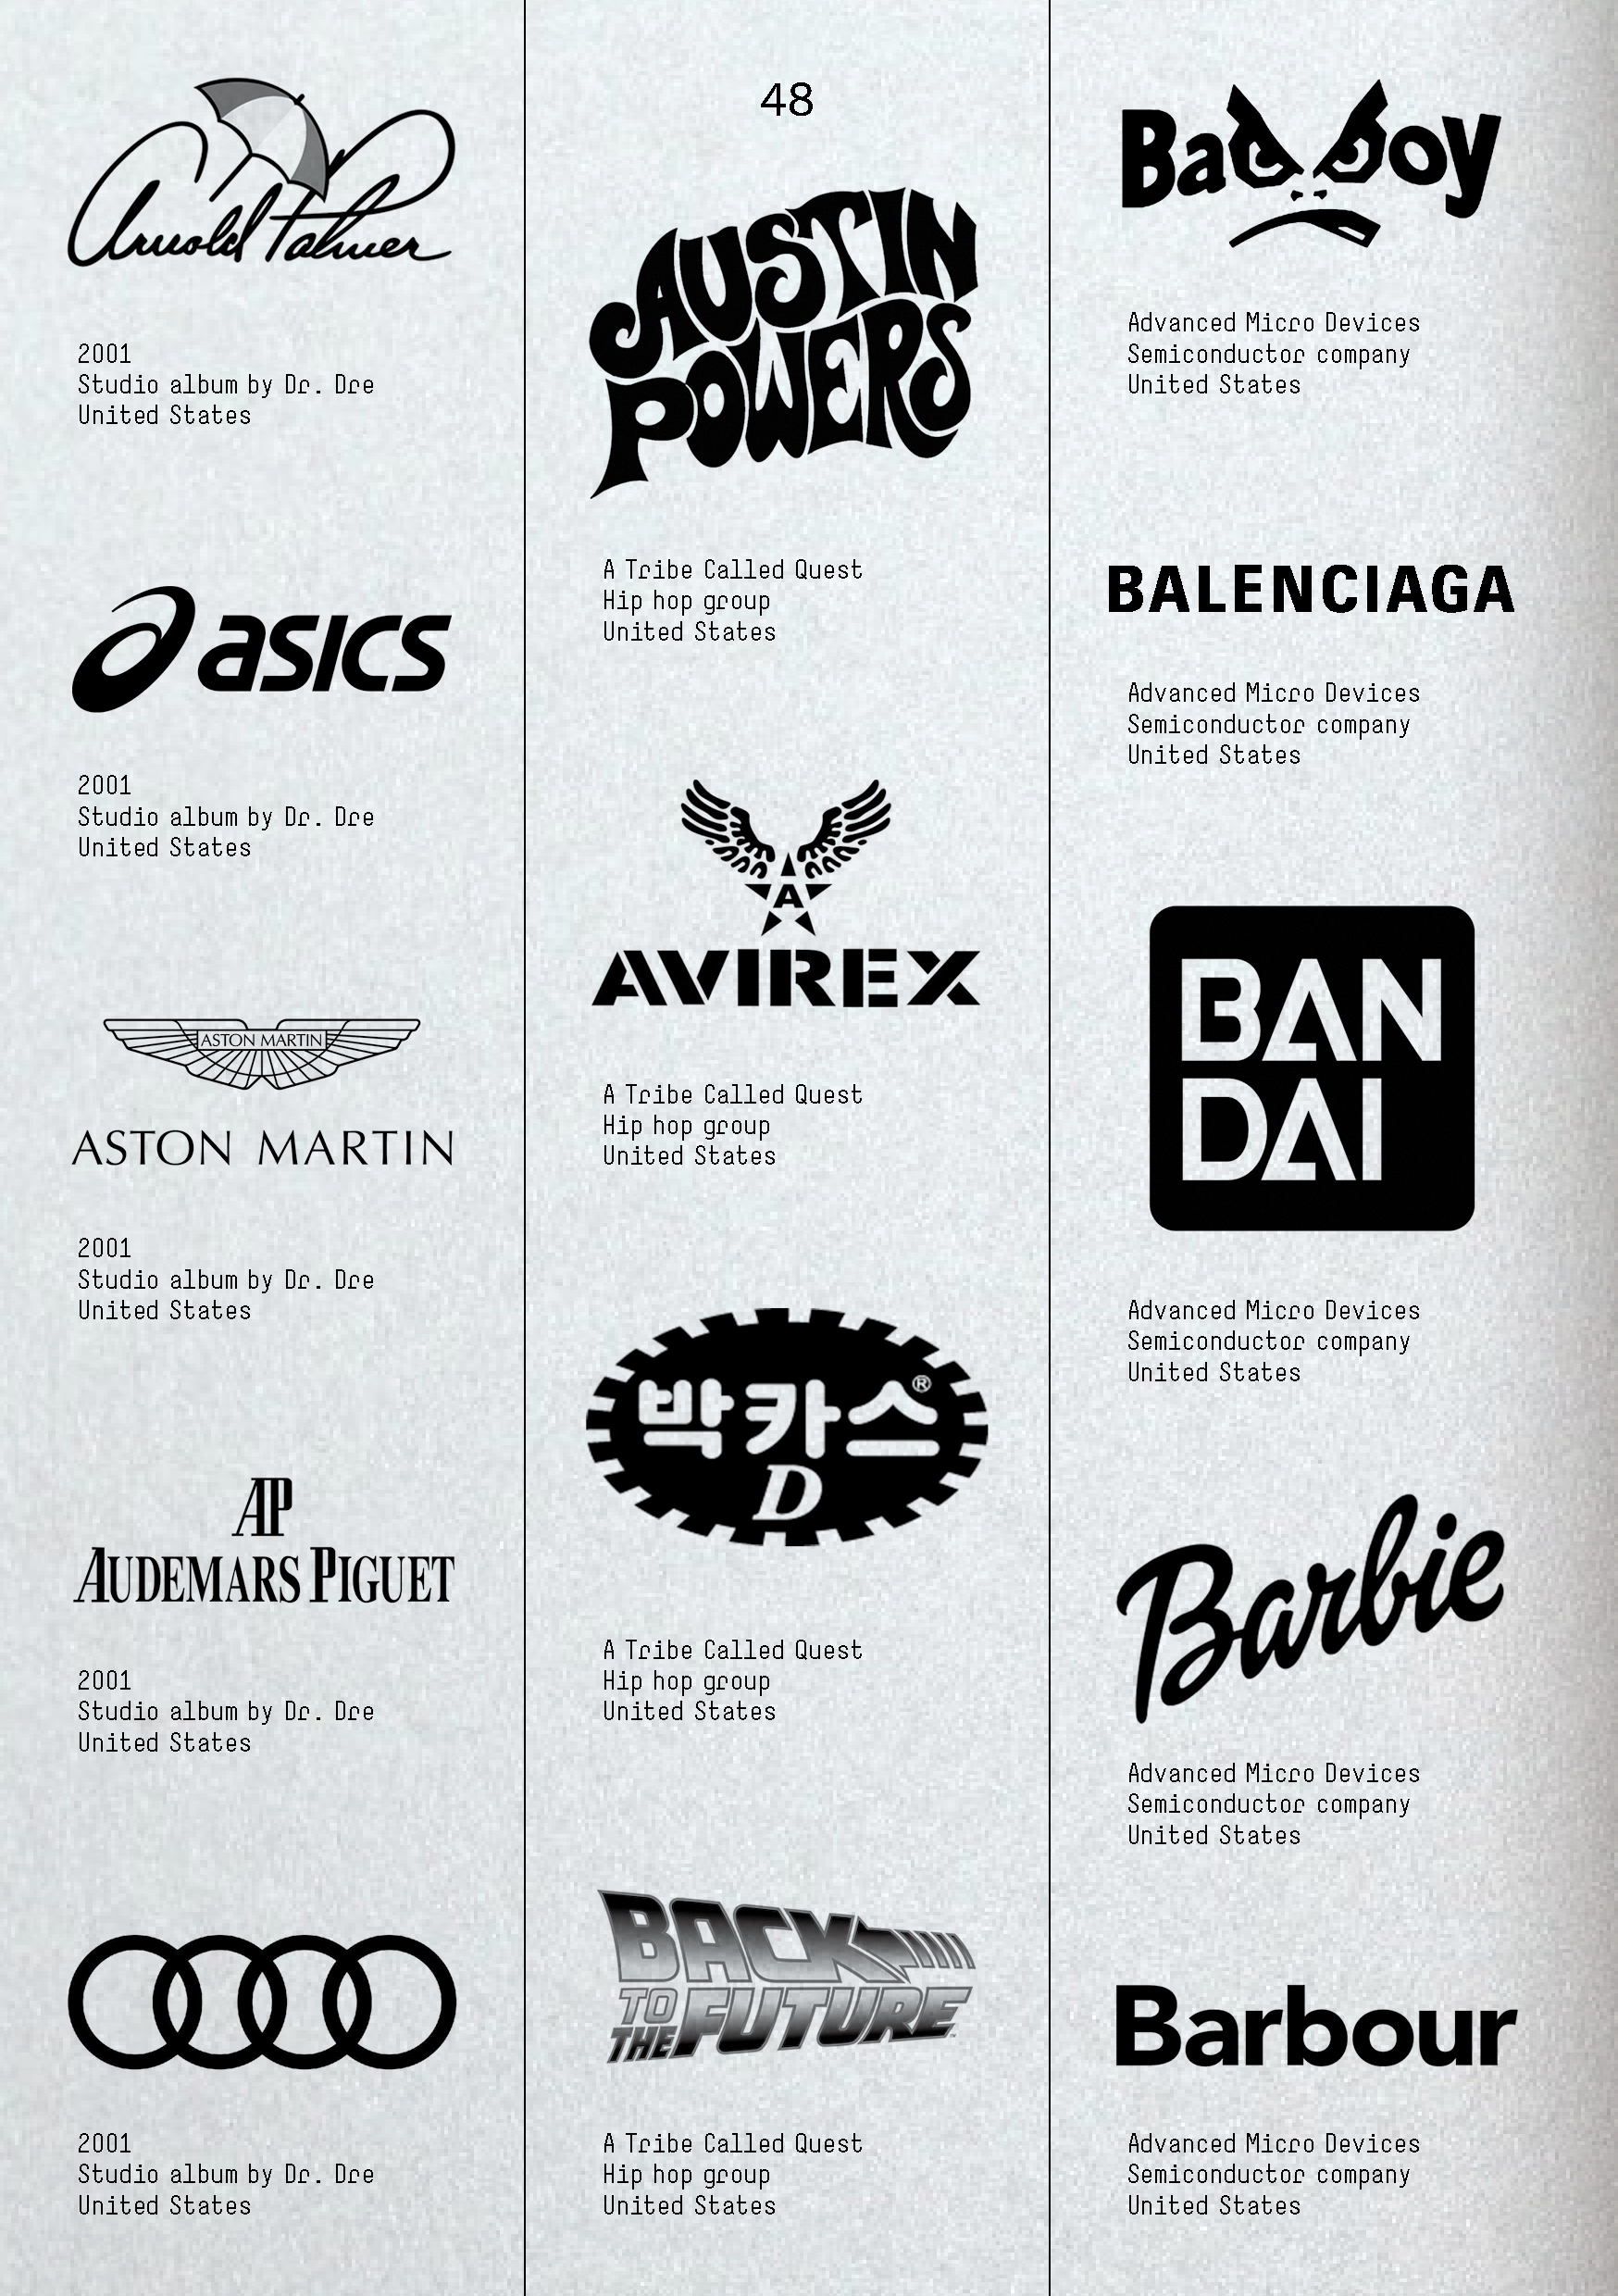 Arnold Palmer
2001
Studio album by Dr. Dre
United States
asics
2001
Studio album by Dr. Dre
United States
ASTON MARTIN
ASTON MARTIN
2001
Studio album by Dr. Dre
United States
AP
AUDEMARS PIGUET
2001
Studio album by Dr. Dre
United States
2001
Studio album by Dr. Dre
United States
48
AUSTIN
POWERS
A Tribe Called Quest
Hip hop group
United States
A
AVIREX
A Tribe Called Quest
Hip hop group
United States
박카스®
D
A Tribe Called Quest
Hip hop group
United States
BACK
TO
THE FUTURE
A Tribe Called Quest
Hip hop group
United States
Bad boy
Advanced Micro Devices
Semiconductor company
United States
BALENCIAGA
Advanced Micro Devices
Semiconductor company
United States
BAN
DAI
Advanced Micro Devices
Semiconductor company
United States
Barbie
Advanced Micro Devices
Semiconductor company
United States
Barbour
Advanced Micro Devices
Semiconductor company
United States